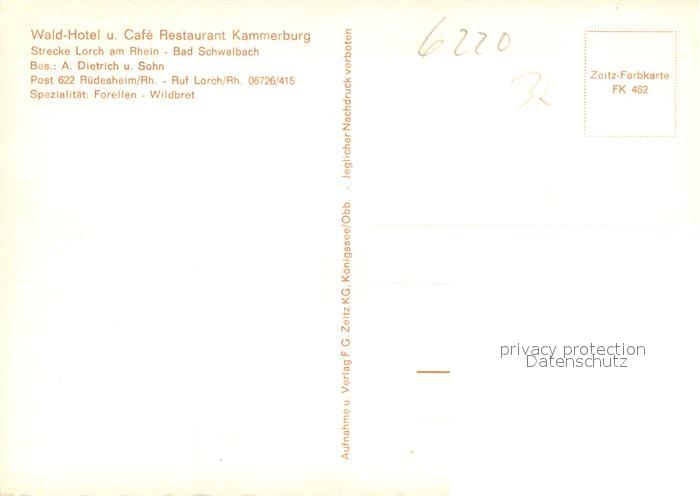 Wald-Hotel u. Café Restaurant Kammerburg
Strecke Lorch am Rhein - Bad Schwalbach
Bes.: A. Dietrich u. Sohn
Post 622 Rüdesheim/Rh. - Ruf Lorch/Rh. 06726/415
Spezialität: Forellen - Wildbret
Aufnahme u. Verlag F G. Zeitz KG, Königssee/Obb. · Jeglicher Nachdruck verboten
6220
Zeitz-Farbkarte
FK 462
privacy protection
Datenschutz